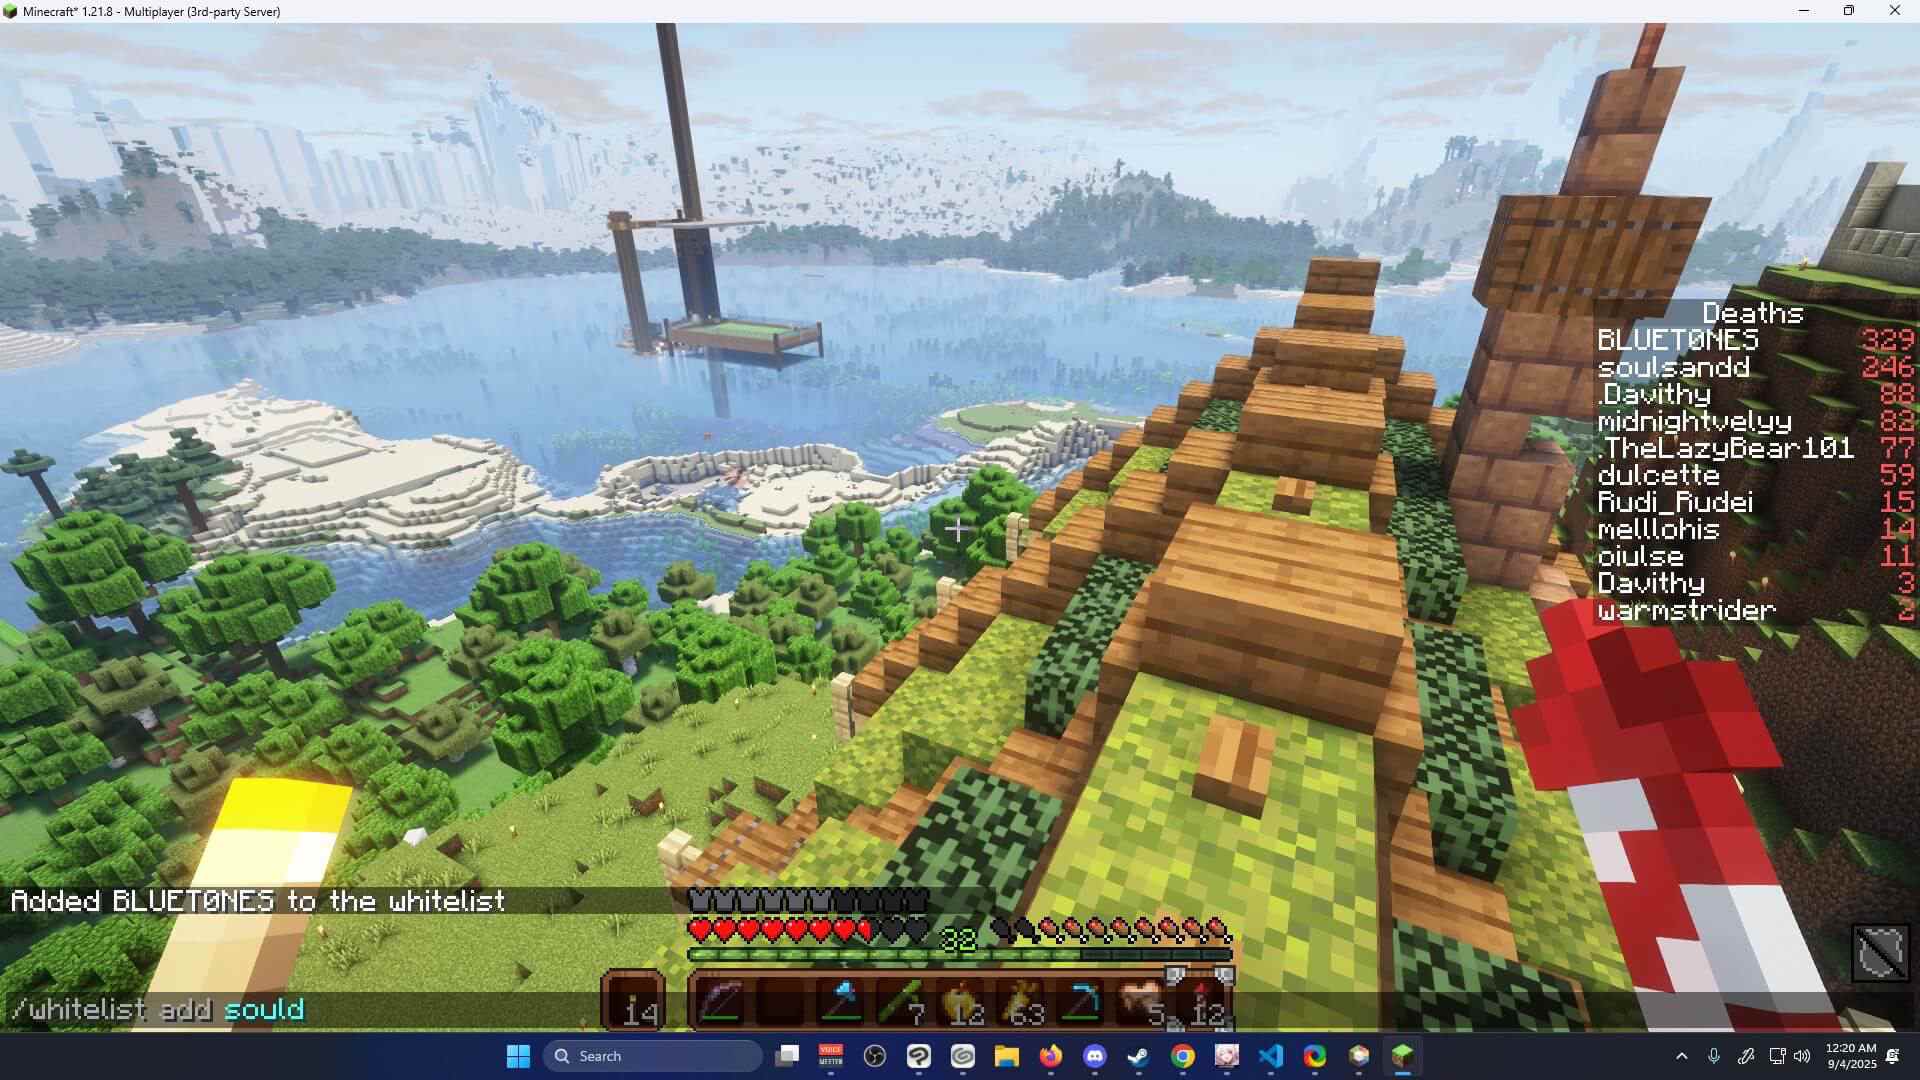 Minecraft* 1.21.8 - Multiplayer (3rd-party Server)
Deaths
BLUET0NES 329
soulsandd 246
.Davithy 88
midnightvelyy 82
.TheLazyBear101 77
dulcette 59
Rudi_Rudei 15
melllohis 14
oiulse 11
Davithy 3
warmstrider 2
Added BLUET0NES to the whitelist
32
/whitelist add sould
14 7 12 63 5 12
Search
VOICE
MEETER
12:20 AM
9/4/2025